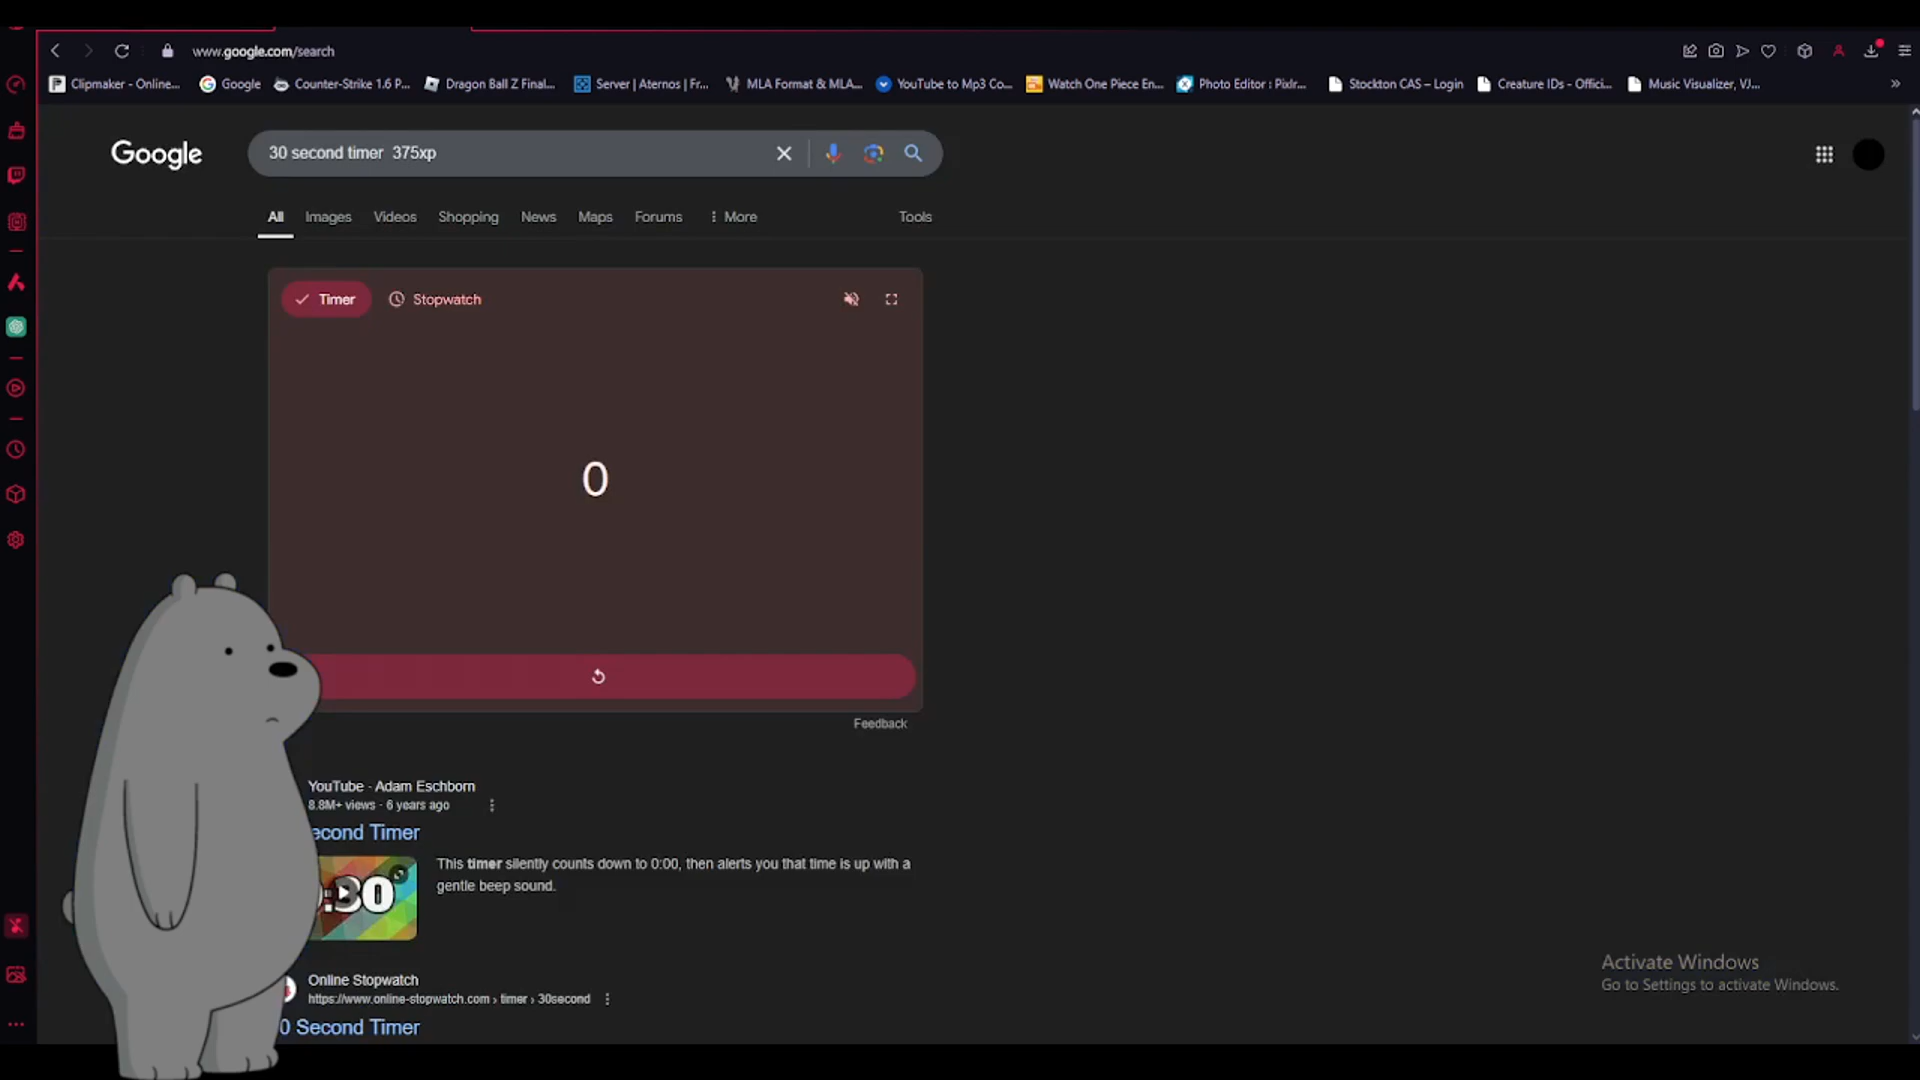 www.google.com/search
Clipmaker - Online...
Google
Counter-Strike 1.6 P...
Dragon Ball Z Final...
Server | Aternos | Fr...
MLA Format & MLA...
YouTube to Mp3 Co...
Watch One Piece En...
Photo Editor : Pixlr...
Stockton CAS – Login
Creature IDs - Offici...
Music Visualizer, VJ...
Google
30 second timer  375xp
All
Images
Videos
Shopping
News
Maps
Forums
More
Tools
Timer
Stopwatch
0
Feedback
YouTube · Adam Eschborn
8.8M+ views · 6 years ago
econd Timer
:30
This timer silently counts down to 0:00, then alerts you that time is up with a
gentle beep sound.
Online Stopwatch
https://www.online-stopwatch.com › timer › 30second
0 Second Timer
Activate Windows
Go to Settings to activate Windows.